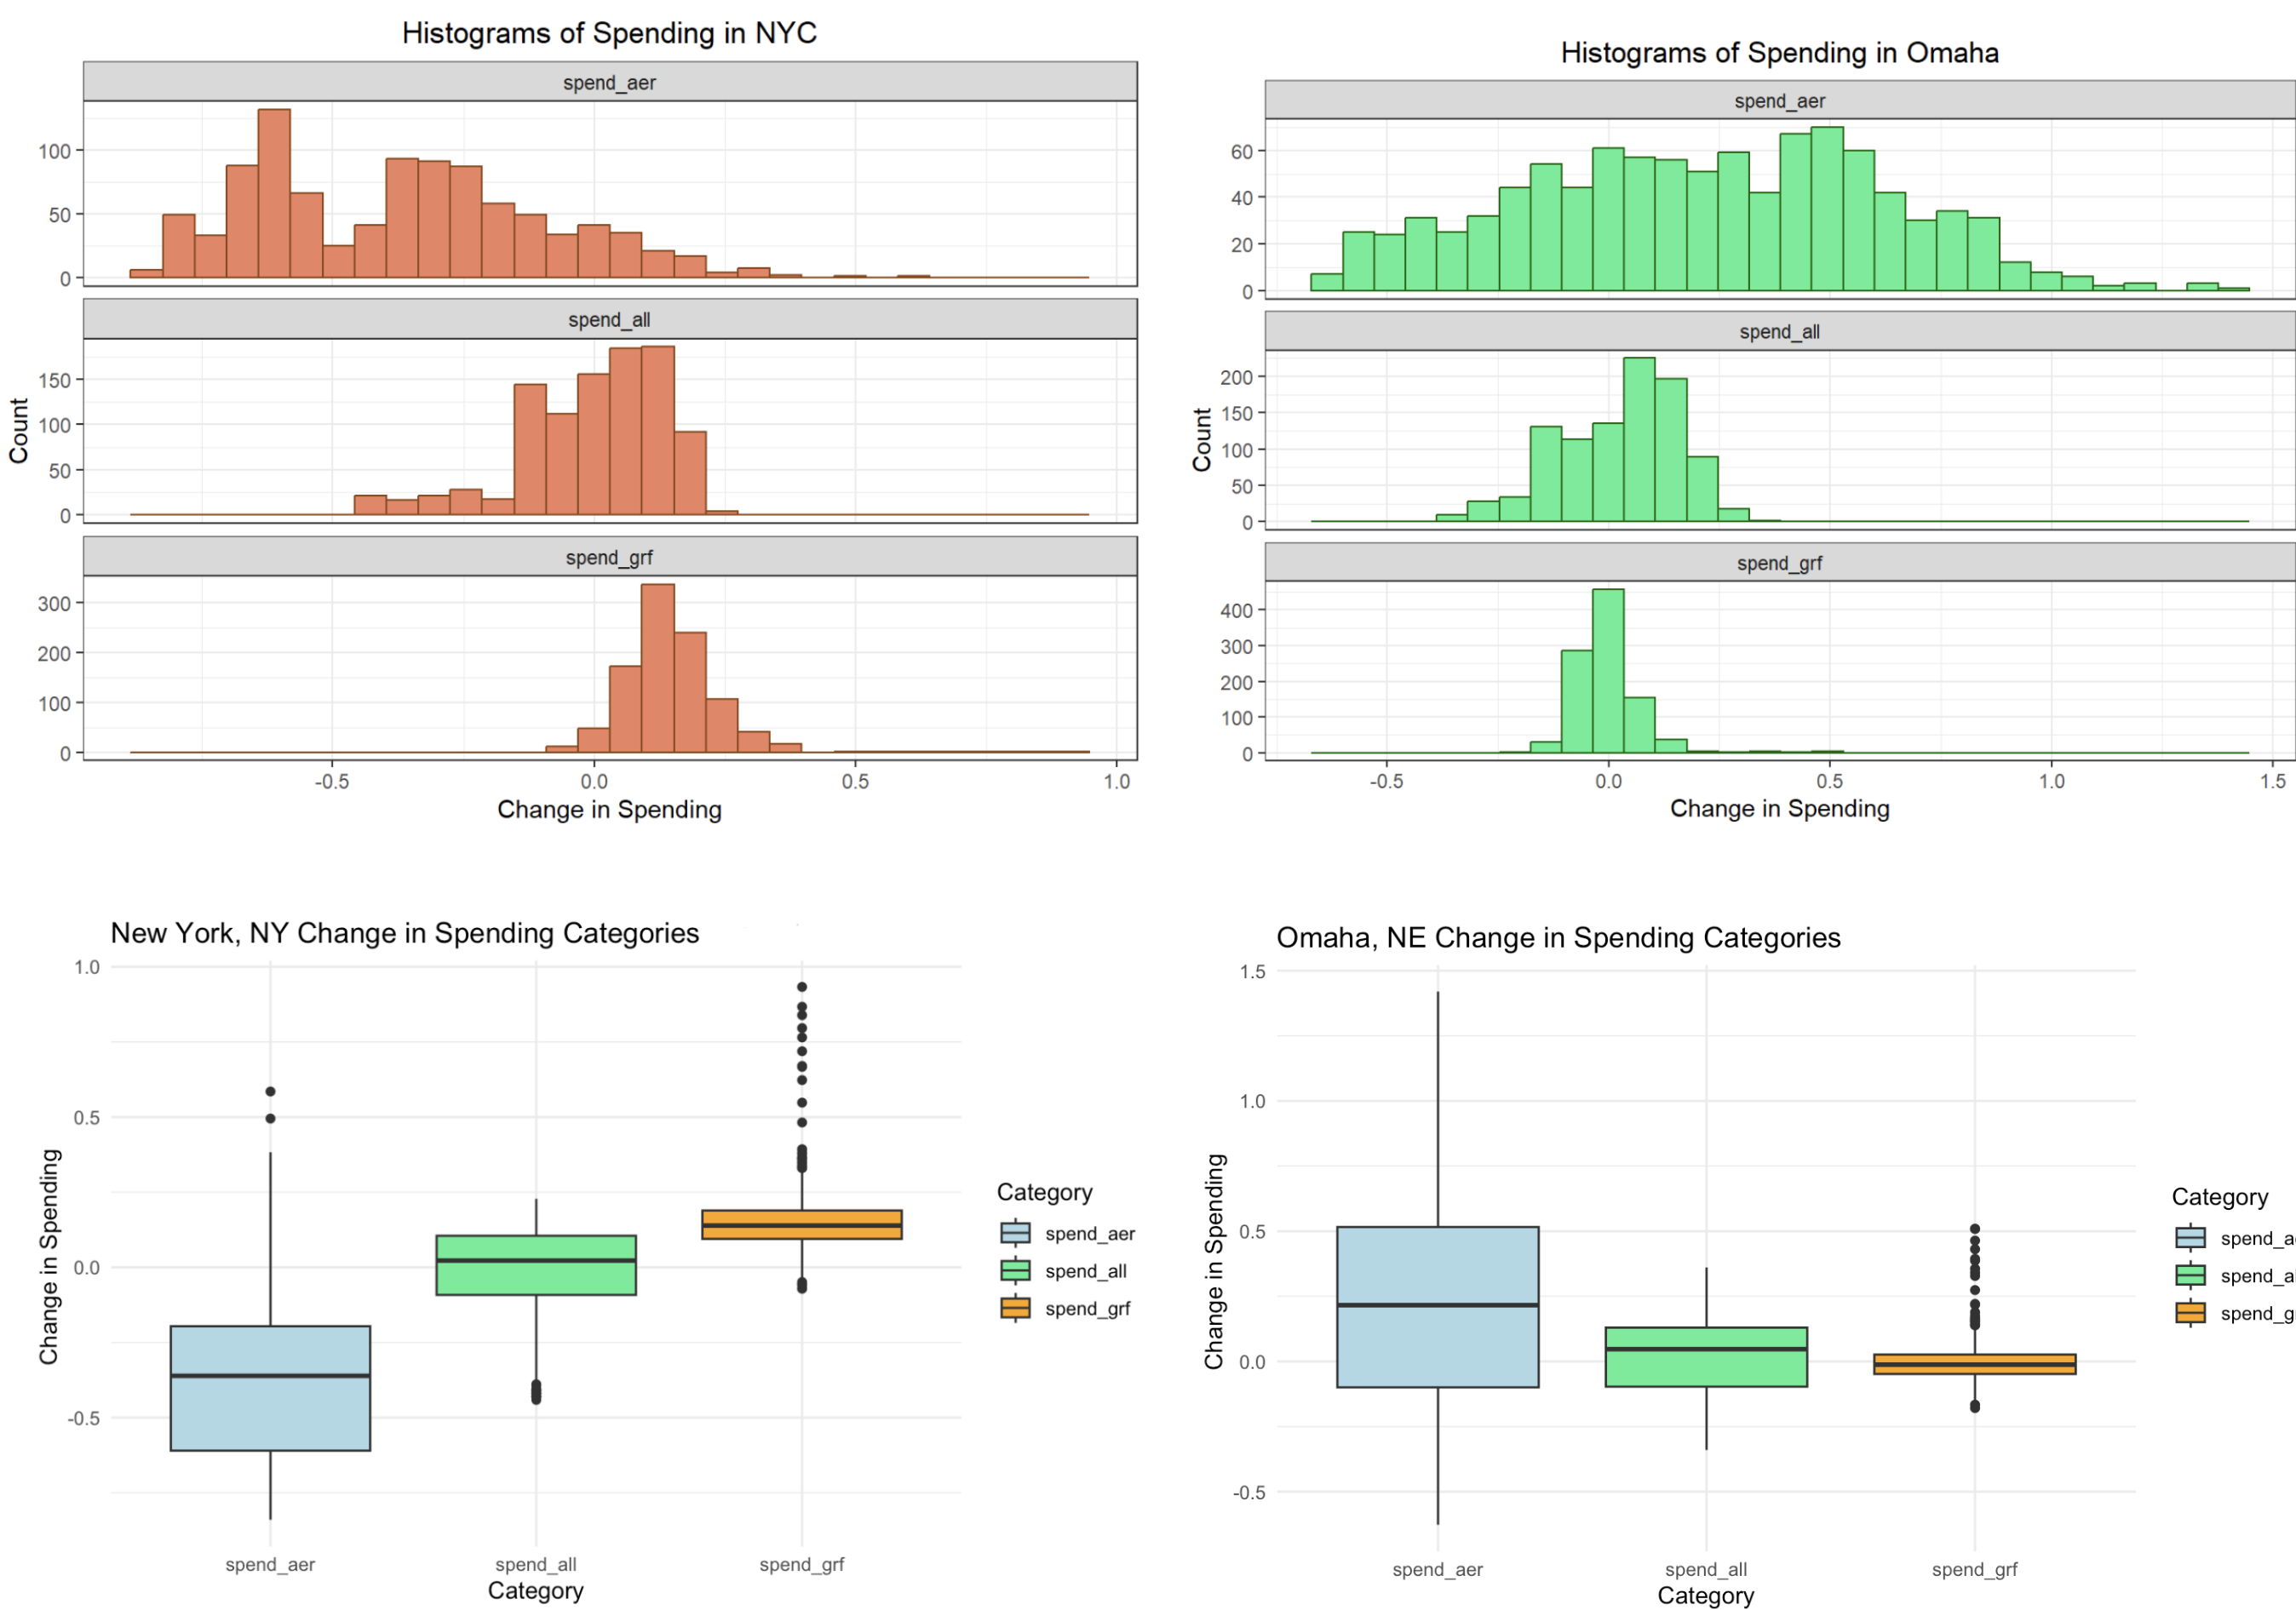 Histograms of Spending in NYC
spend_aer
100
50
0
spend_all
150
100
50
0
spend_grf
300
200
100
0
Count
-0.5 0.0 0.5 1.0
Change in Spending
Histograms of Spending in Omaha
spend_aer
60
40
20
0
spend_all
200
150
100
50
0
spend_grf
400
300
200
100
0
Count
-0.5 0.0 0.5 1.0 1.5
Change in Spending
New York, NY Change in Spending Categories
1.0
0.5
0.0
-0.5
Change in Spending
spend_aer spend_all spend_grf
Category
Category
spend_aer
spend_all
spend_grf
Omaha, NE Change in Spending Categories
1.5
1.0
0.5
0.0
-0.5
Change in Spending
spend_aer spend_all spend_grf
Category
Category
spend_a
spend_a
spend_g